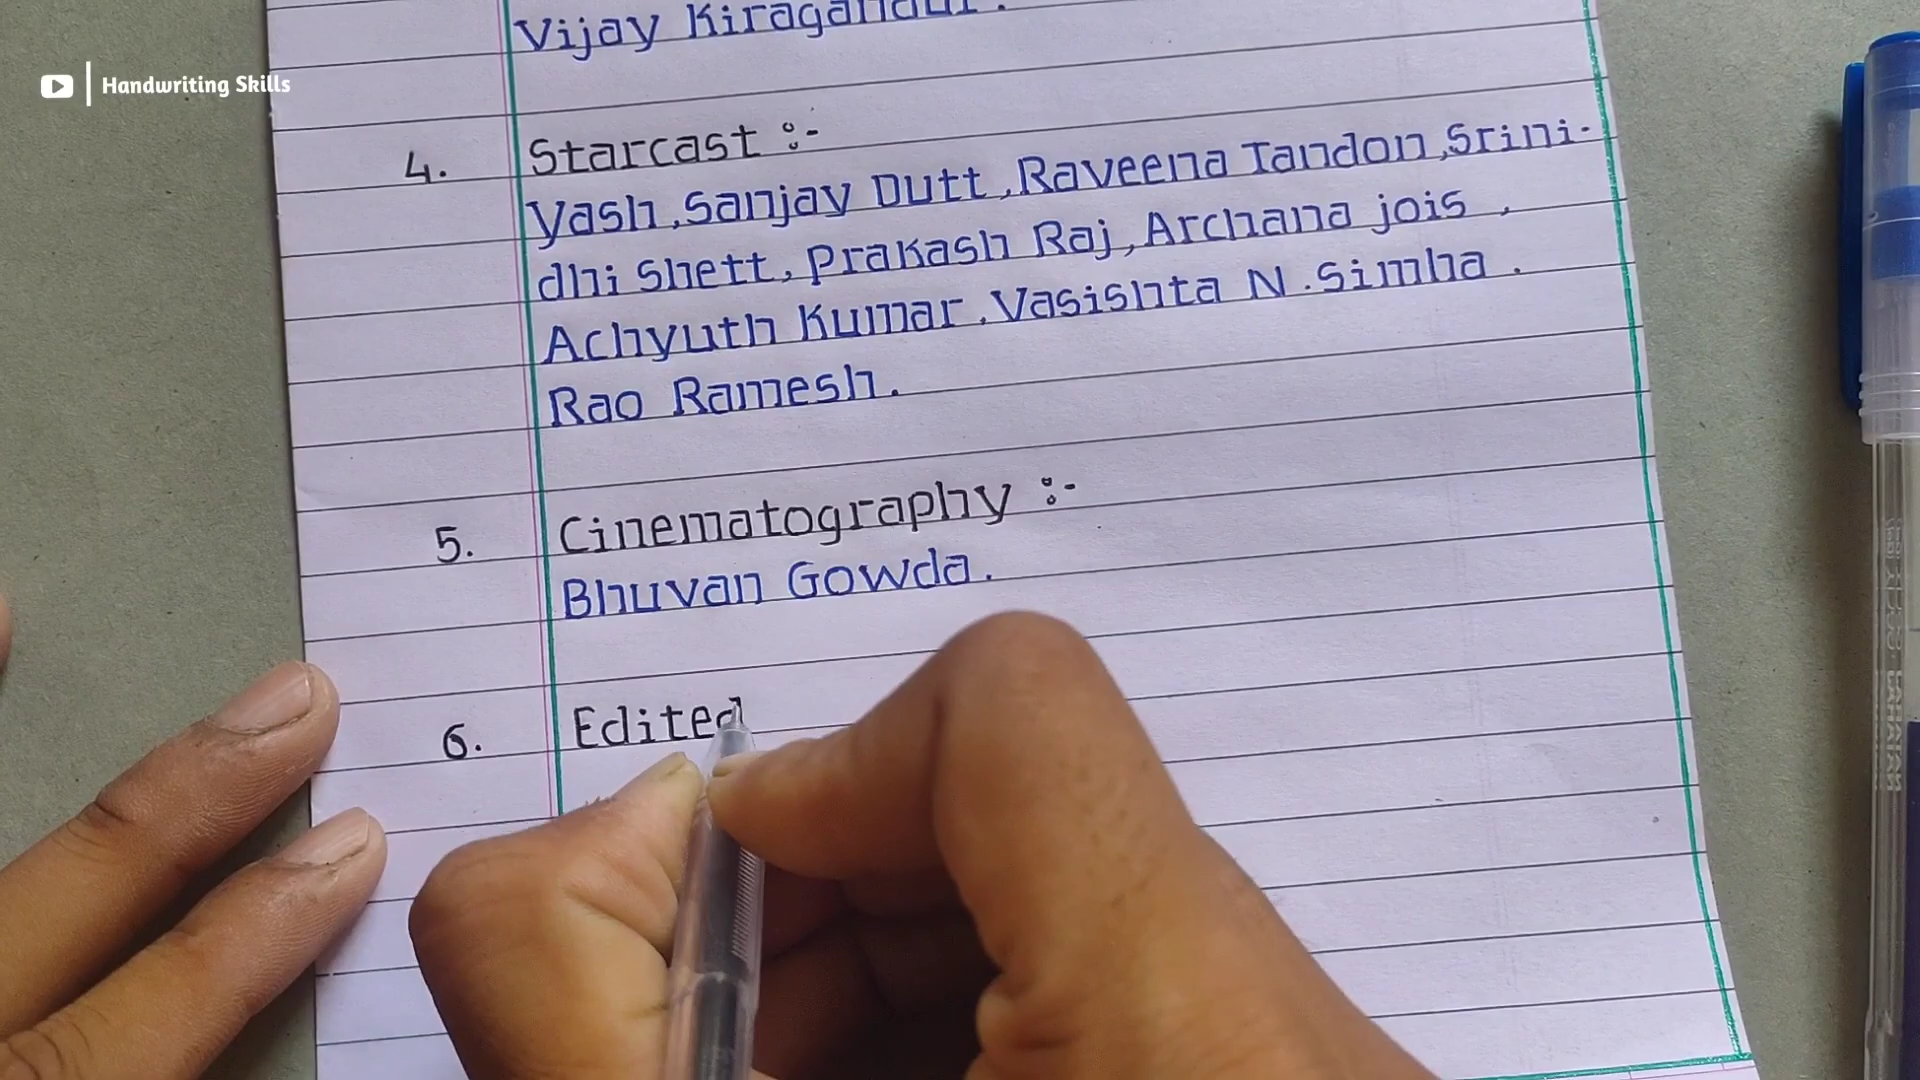 Vijay Kiragandur.
Handwriting Skills
4. Starcast :-
Yash, Sanjay Dutt, Raveena Tandon, Srini-
dhi Shett, Prakash Raj, Archana jois,
Achyuth Kumar, Vasishta N. Simha.
Rao Ramesh.
5. Cinematography :-
Bhuvan Gowda.
6. Edited